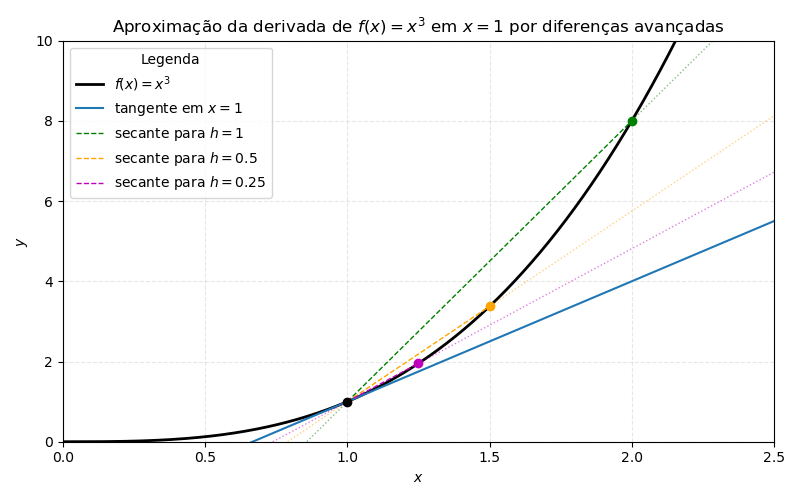 Aproximação da derivada de f(x) = x³ em x = 1 por diferenças avançadas
Legenda
f(x) = x³
tangente em x = 1
secante para h = 1
secante para h = 0.5
secante para h = 0.25
y
10
8
6
4
2
0
0.0 0.5 1.0 1.5 2.0 2.5
x